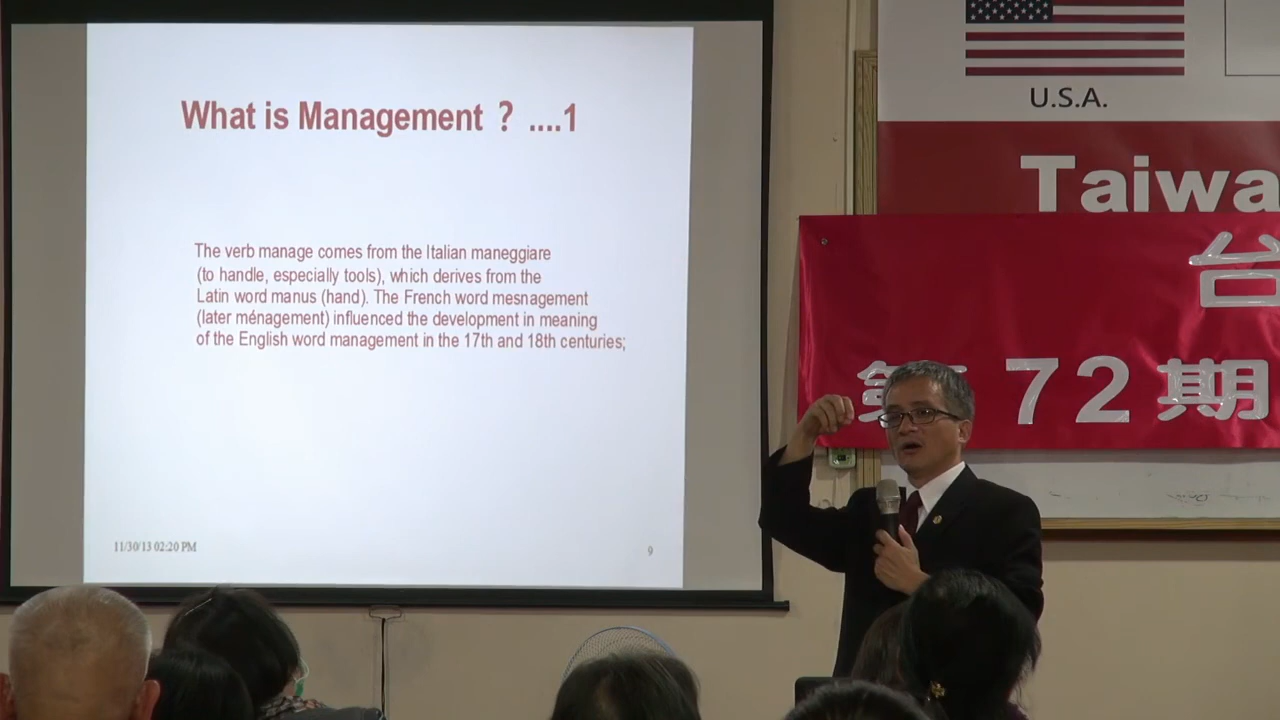 What is Management ? ....1
The verb manage comes from the Italian maneggiare
(to handle, especially tools), which derives from the
Latin word manus (hand). The French word mesnagement
(later ménagement) influenced the development in meaning
of the English word management in the 17th and 18th centuries;
11/30/13 02:20 PM
9
U.S.A.
Taiwa
台
第 72 期